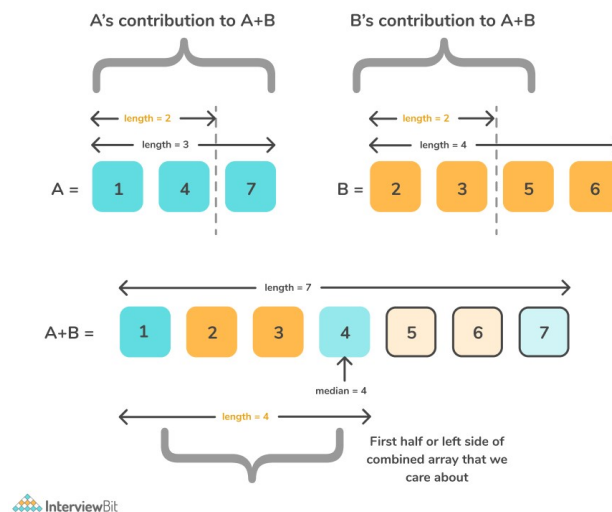 A's contribution to A+B
B's contribution to A+B
length = 2
length = 2
length = 3
length = 4
A = 1 4 7
B = 2 3 5 6
length = 7
A+B = 1 2 3 4 5 6 7
median = 4
length = 4
First half or left side of
combined array that we
care about
InterviewBit